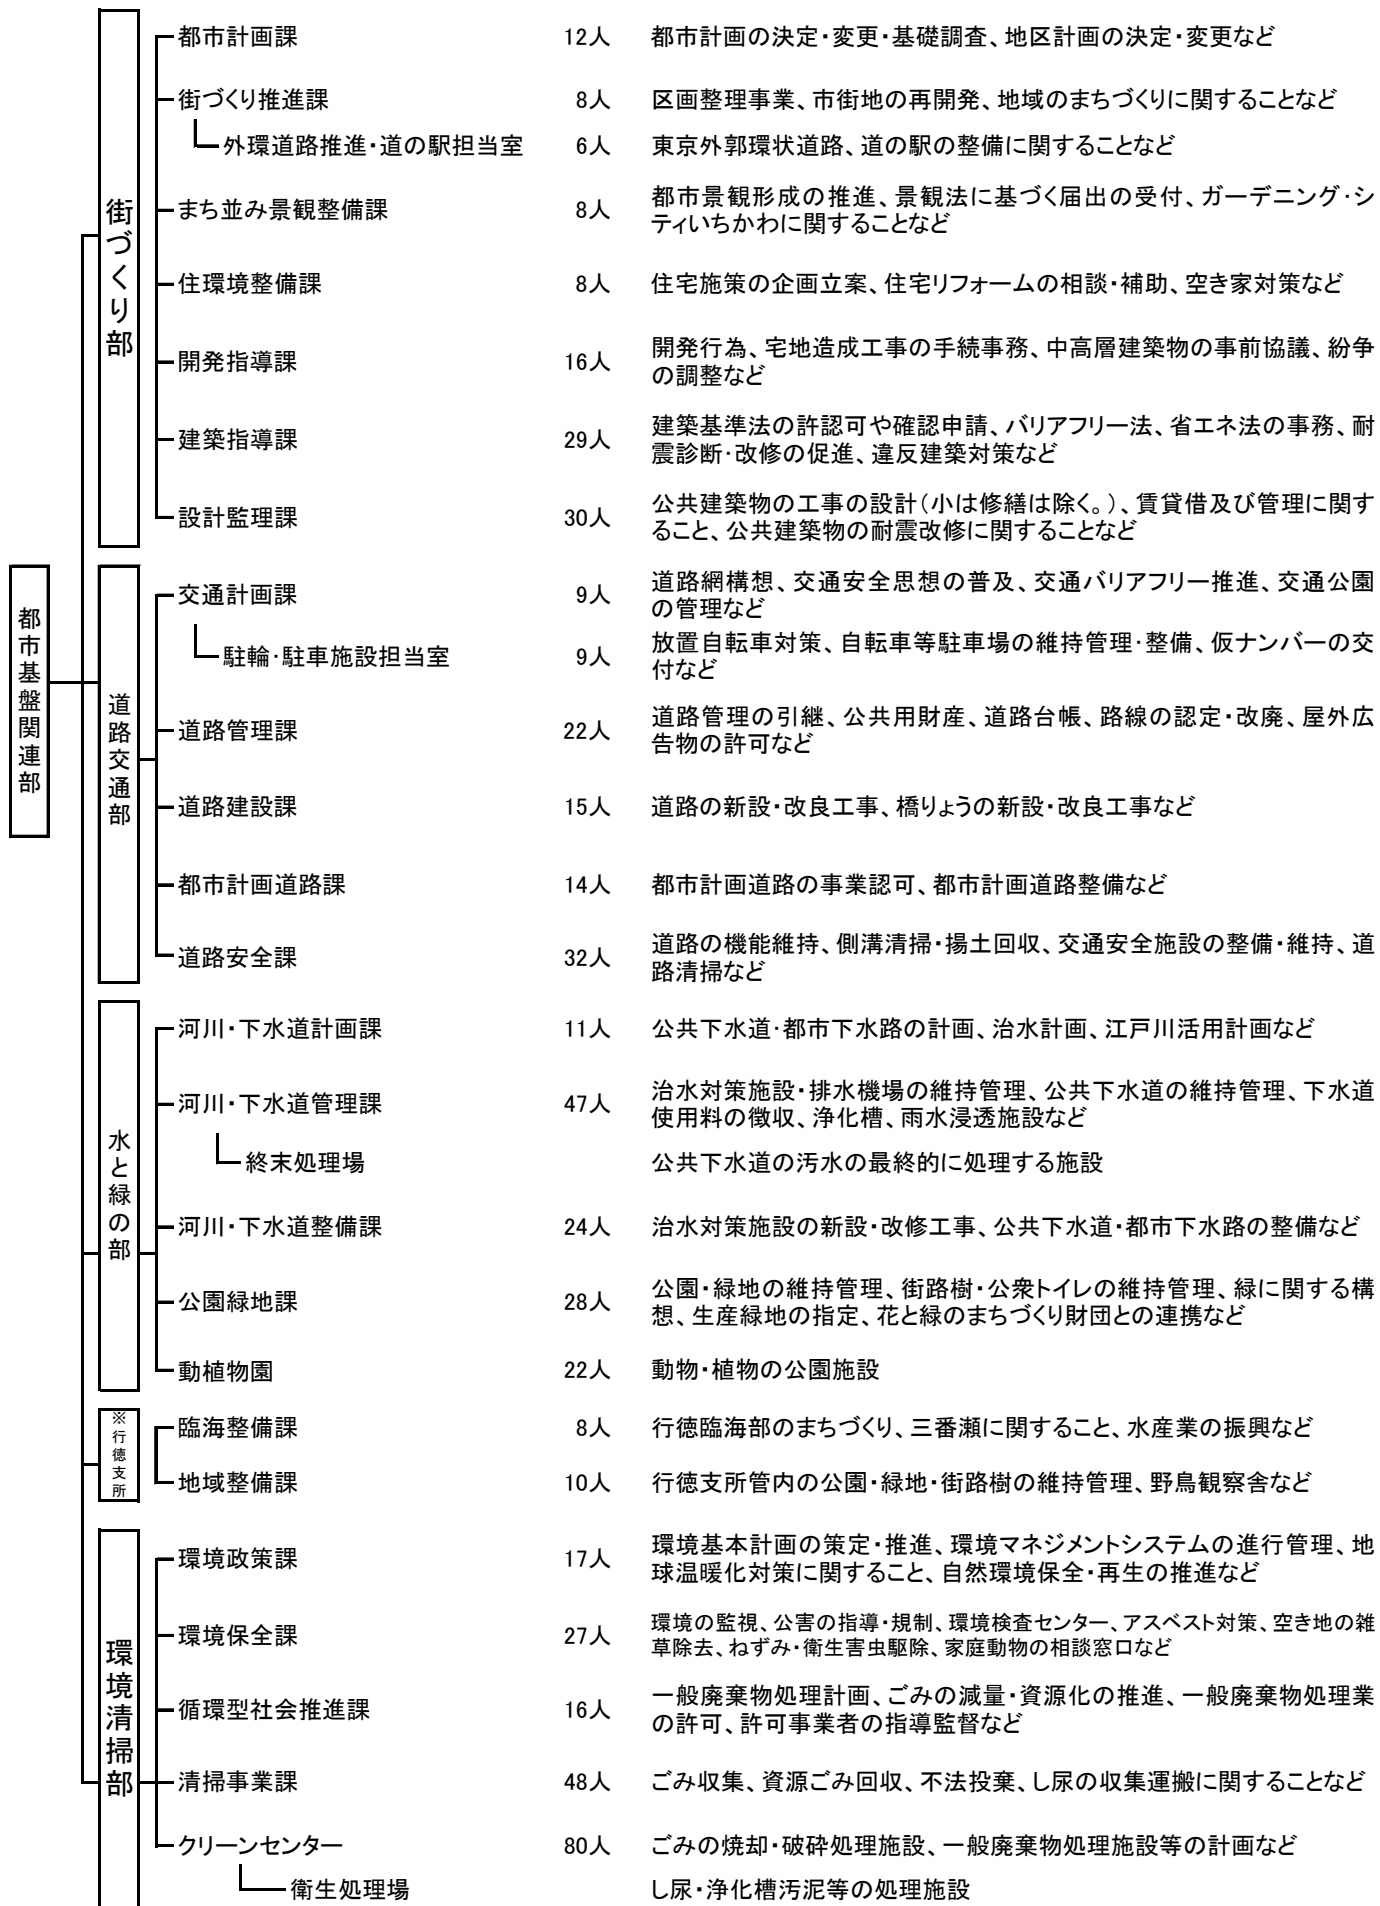 都市基盤関連部
街づくり部
都市計画課 12人 都市計画の決定・変更・基礎調査、地区計画の決定・変更など
街づくり推進課 8人 区画整理事業、市街地の再開発、地域のまちづくりに関することなど
外環道路推進・道の駅担当室 6人 東京外郭環状道路、道の駅の整備に関することなど
まち並み景観整備課 8人 都市景観形成の推進、景観法に基づく届出の受付、ガーデニング・シ
ティいちかわに関することなど
住環境整備課 8人 住宅施策の企画立案、住宅リフォームの相談・補助、空き家対策など
開発指導課 16人 開発行為、宅地造成工事の手続事務、中高層建築物の事前協議、紛争
の調整など
建築指導課 29人 建築基準法の許認可や確認申請、バリアフリー法、省エネ法の事務、耐
震診断・改修の促進、違反建築対策など
設計監理課 30人 公共建築物の工事の設計(小は修繕は除く。)、賃貸借及び管理に関す
ること、公共建築物の耐震改修に関することなど
道路交通部
交通計画課 9人 道路網構想、交通安全思想の普及、交通バリアフリー推進、交通公園
の管理など
駐輪・駐車施設担当室 9人 放置自転車対策、自転車等駐車場の維持管理・整備、仮ナンバーの交
付など
道路管理課 22人 道路管理の引継、公共用財産、道路台帳、路線の認定・改廃、屋外広
告物の許可など
道路建設課 15人 道路の新設・改良工事、橋りょうの新設・改良工事など
都市計画道路課 14人 都市計画道路の事業認可、都市計画道路整備など
道路安全課 32人 道路の機能維持、側溝清掃・揚土回収、交通安全施設の整備・維持、道
路清掃など
水と緑の部
河川・下水道計画課 11人 公共下水道・都市下水路の計画、治水計画、江戸川活用計画など
河川・下水道管理課 47人 治水対策施設・排水機場の維持管理、公共下水道の維持管理、下水道
使用料の徴収、浄化槽、雨水浸透施設など
終末処理場 公共下水道の汚水の最終的に処理する施設
河川・下水道整備課 24人 治水対策施設の新設・改修工事、公共下水道・都市下水路の整備など
公園緑地課 28人 公園・緑地の維持管理、街路樹・公衆トイレの維持管理、緑に関する構
想、生産緑地の指定、花と緑のまちづくり財団との連携など
動植物園 22人 動物・植物の公園施設
※行徳支所
臨海整備課 8人 行徳臨海部のまちづくり、三番瀬に関すること、水産業の振興など
地域整備課 10人 行徳支所管内の公園・緑地・街路樹の維持管理、野鳥観察舎など
環境清掃部
環境政策課 17人 環境基本計画の策定・推進、環境マネジメントシステムの進行管理、地
球温暖化対策に関すること、自然環境保全・再生の推進など
環境保全課 27人 環境の監視、公害の指導・規制、環境検査センター、アスベスト対策、空き地の雑
草除去、ねずみ・衛生害虫駆除、家庭動物の相談窓口など
循環型社会推進課 16人 一般廃棄物処理計画、ごみの減量・資源化の推進、一般廃棄物処理業
の許可、許可事業者の指導監督など
清掃事業課 48人 ごみ収集、資源ごみ回収、不法投棄、し尿の収集運搬に関することなど
クリーンセンター 80人 ごみの焼却・破砕処理施設、一般廃棄物処理施設等の計画など
衛生処理場 し尿・浄化槽汚泥等の処理施設